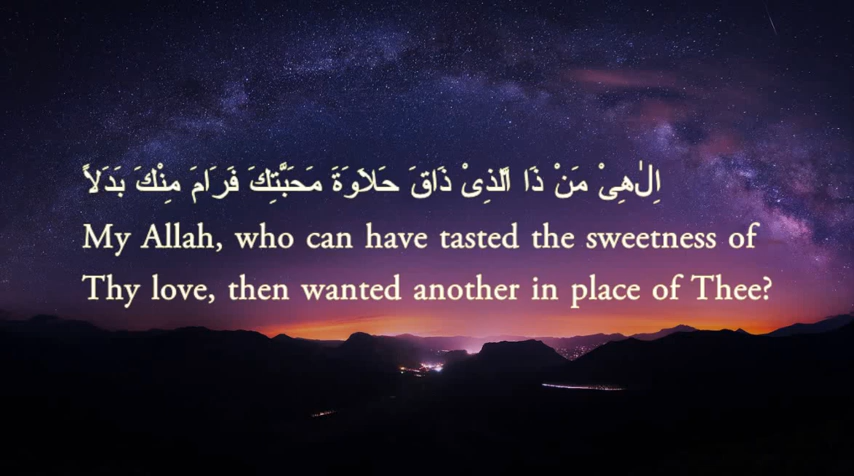 اِلٰهِىْ مَنْ ذَا الَّذِىْ ذَاقَ حَلاَوَةَ مَحَبَّتِكَ فَرَامَ مِنْكَ بَدَلاً
My Allah, who can have tasted the sweetness of
Thy love, then wanted another in place of Thee?